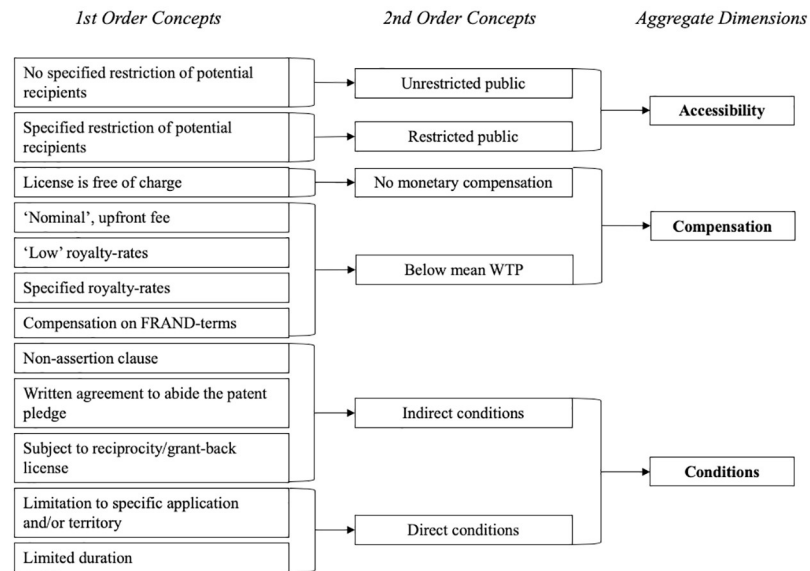 1st Order Concepts
2nd Order Concepts
Aggregate Dimensions
No specified restriction of potential
recipients
Unrestricted public
Accessibility
Specified restriction of potential
recipients
Restricted public
License is free of charge
No monetary compensation
‘Nominal’, upfront fee
Compensation
‘Low’ royalty-rates
Below mean WTP
Specified royalty-rates
Compensation on FRAND-terms
Non-assertion clause
Written agreement to abide the patent
pledge
Indirect conditions
Subject to reciprocity/grant-back
license
Conditions
Limitation to specific application
and/or territory
Direct conditions
Limited duration